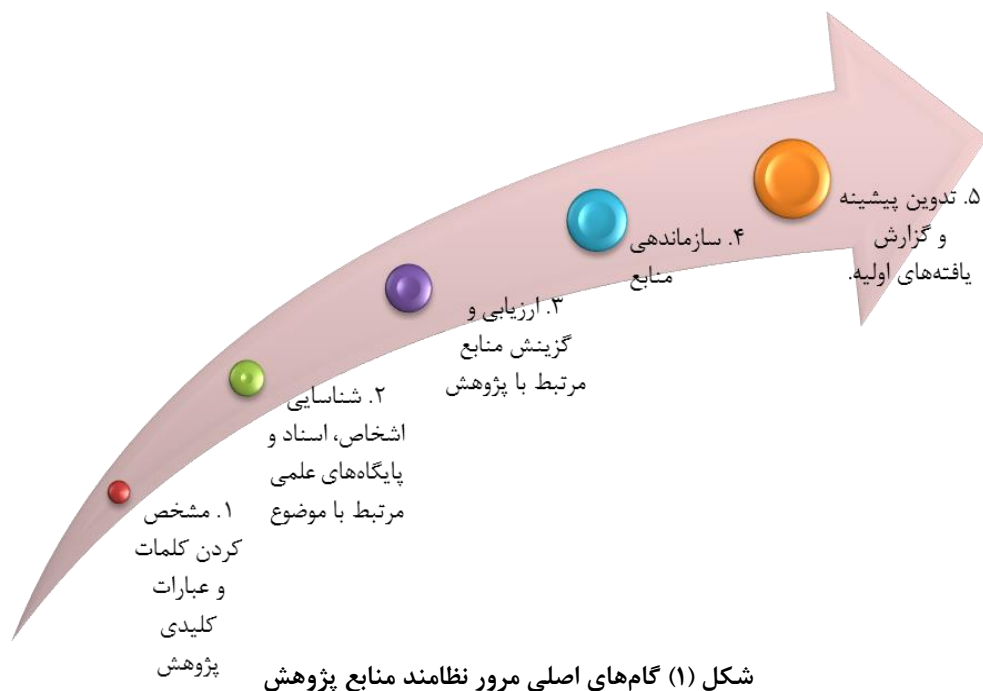 ۱. مشخص
کردن کلمات
و عبارات
کلیدی
پژوهش
۲. شناسایی
اشخاص، اسناد و
پایگاه‌های علمی
مرتبط با موضوع
۳. ارزیابی و
گزینش منابع
مرتبط با پژوهش
۴. سازماندهی
منابع
۵. تدوین پیشینه
و گزارش
یافته‌های اولیه.
شکل (۱) گام‌های اصلی مرور نظامند منابع پژوهش